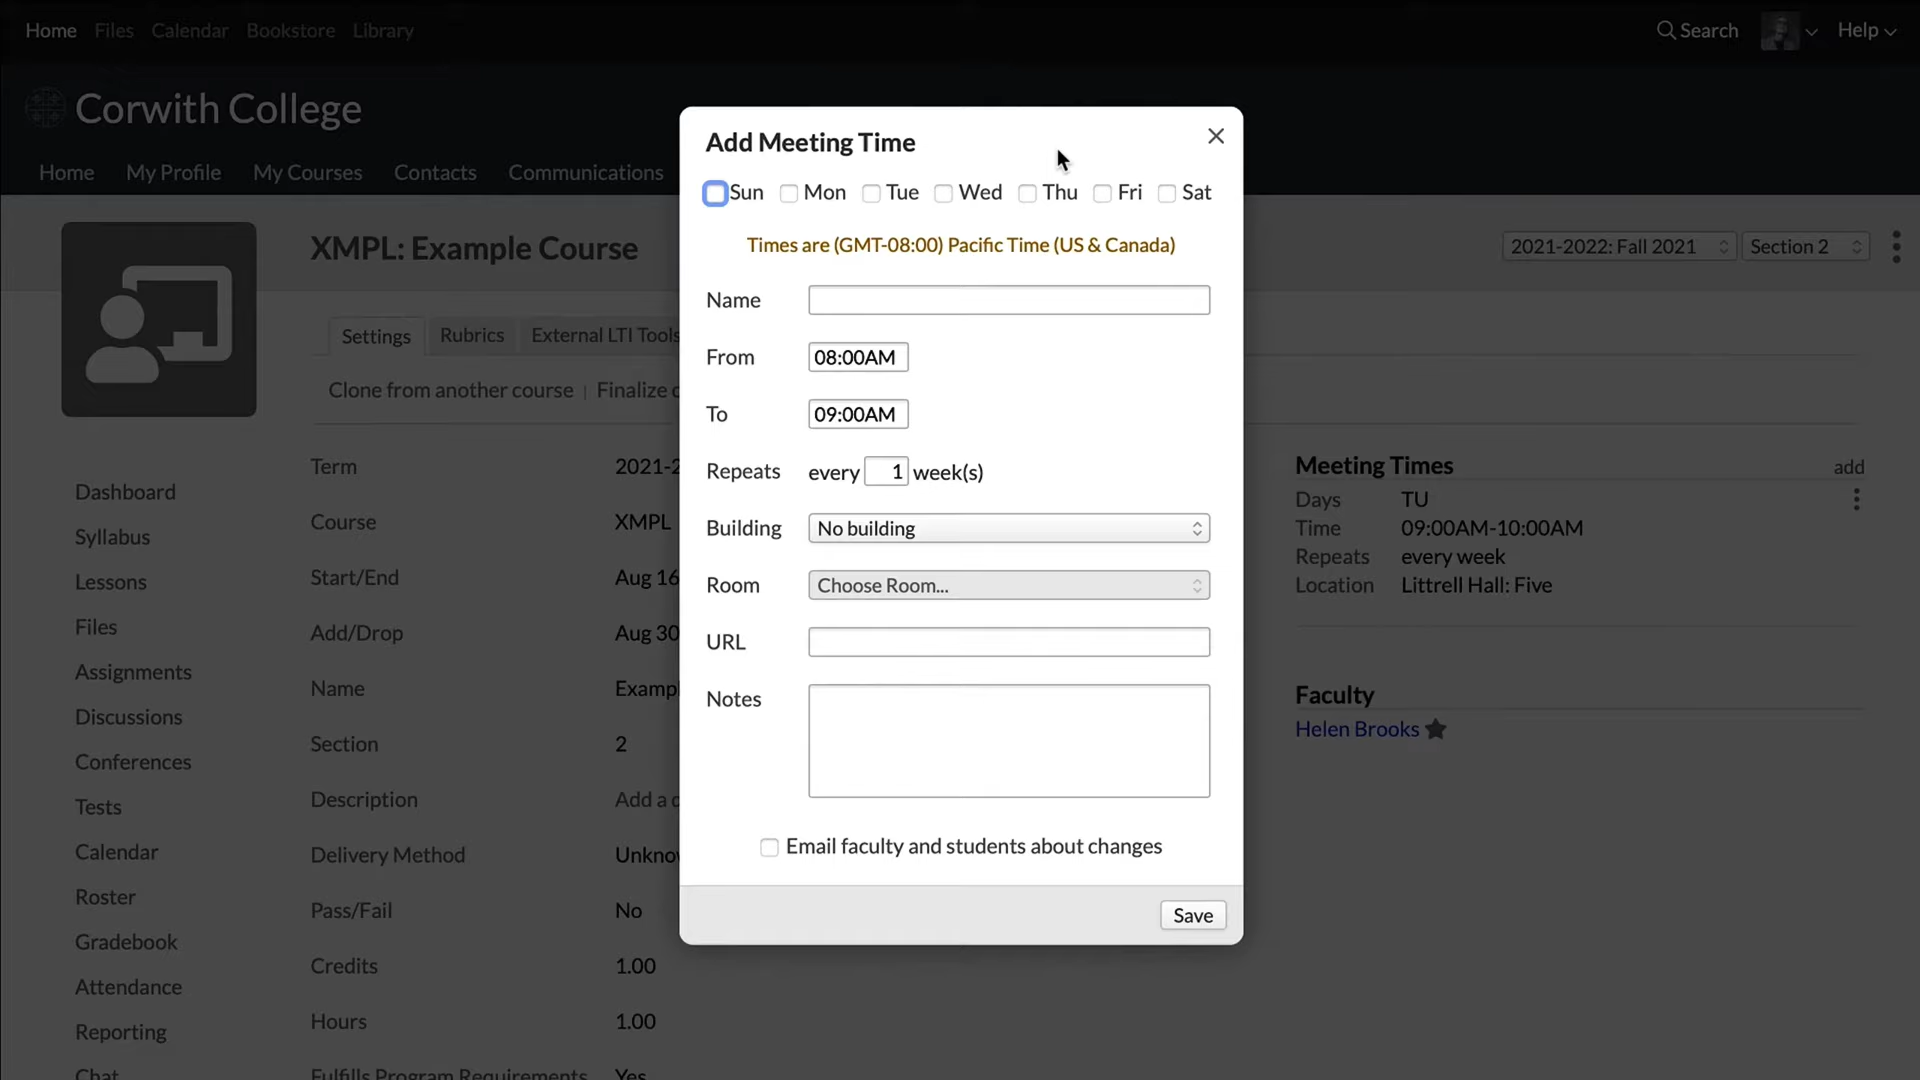 Home Files Calendar Bookstore Library
Search Help
Corwith College
Home My Profile My Courses Contacts Communications
XMPL: Example Course
2021-2022: Fall 2021 Section 2
Settings Rubrics External LTI Tools
Clone from another course | Finalize
Dashboard
Syllabus
Lessons
Files
Assignments
Discussions
Conferences
Tests
Calendar
Roster
Gradebook
Attendance
Reporting
Chat
Term 2021-2
Course XMPL
Start/End Aug 16
Add/Drop Aug 30
Name Exampl
Section 2
Description Add a
Delivery Method Unkno
Pass/Fail No
Credits 1.00
Hours 1.00
Fulfills Program Requirements Yes
Add Meeting Time
Sun Mon Tue Wed Thu Fri Sat
Times are (GMT-08:00) Pacific Time (US & Canada)
Name
From 08:00AM
To 09:00AM
Repeats every 1 week(s)
Building No building
Room Choose Room...
URL
Notes
Email faculty and students about changes
Save
Meeting Times add
Days TU
Time 09:00AM-10:00AM
Repeats every week
Location Littrell Hall: Five
Faculty
Helen Brooks